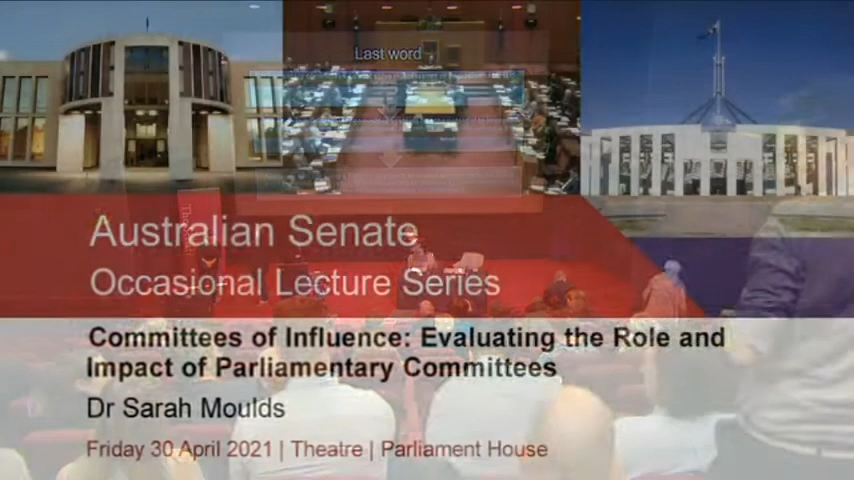 Last word
Australian Senate
Occasional Lecture Series
Committees of Influence: Evaluating the Role and
Impact of Parliamentary Committees
Dr Sarah Moulds
Friday 30 April 2021 | Theatre | Parliament House